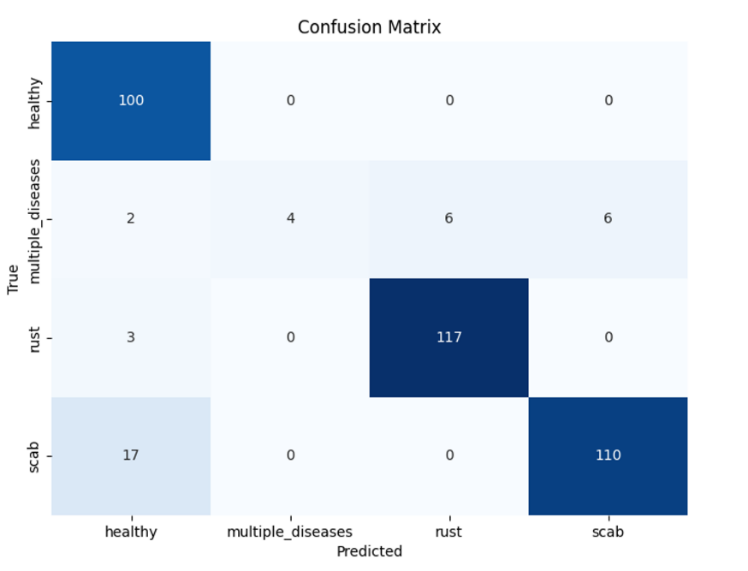 Confusion Matrix
True
healthy
100 0 0 0
multiple_diseases
2 4 6 6
rust
3 0 117 0
scab
17 0 0 110
healthy multiple_diseases rust scab
Predicted